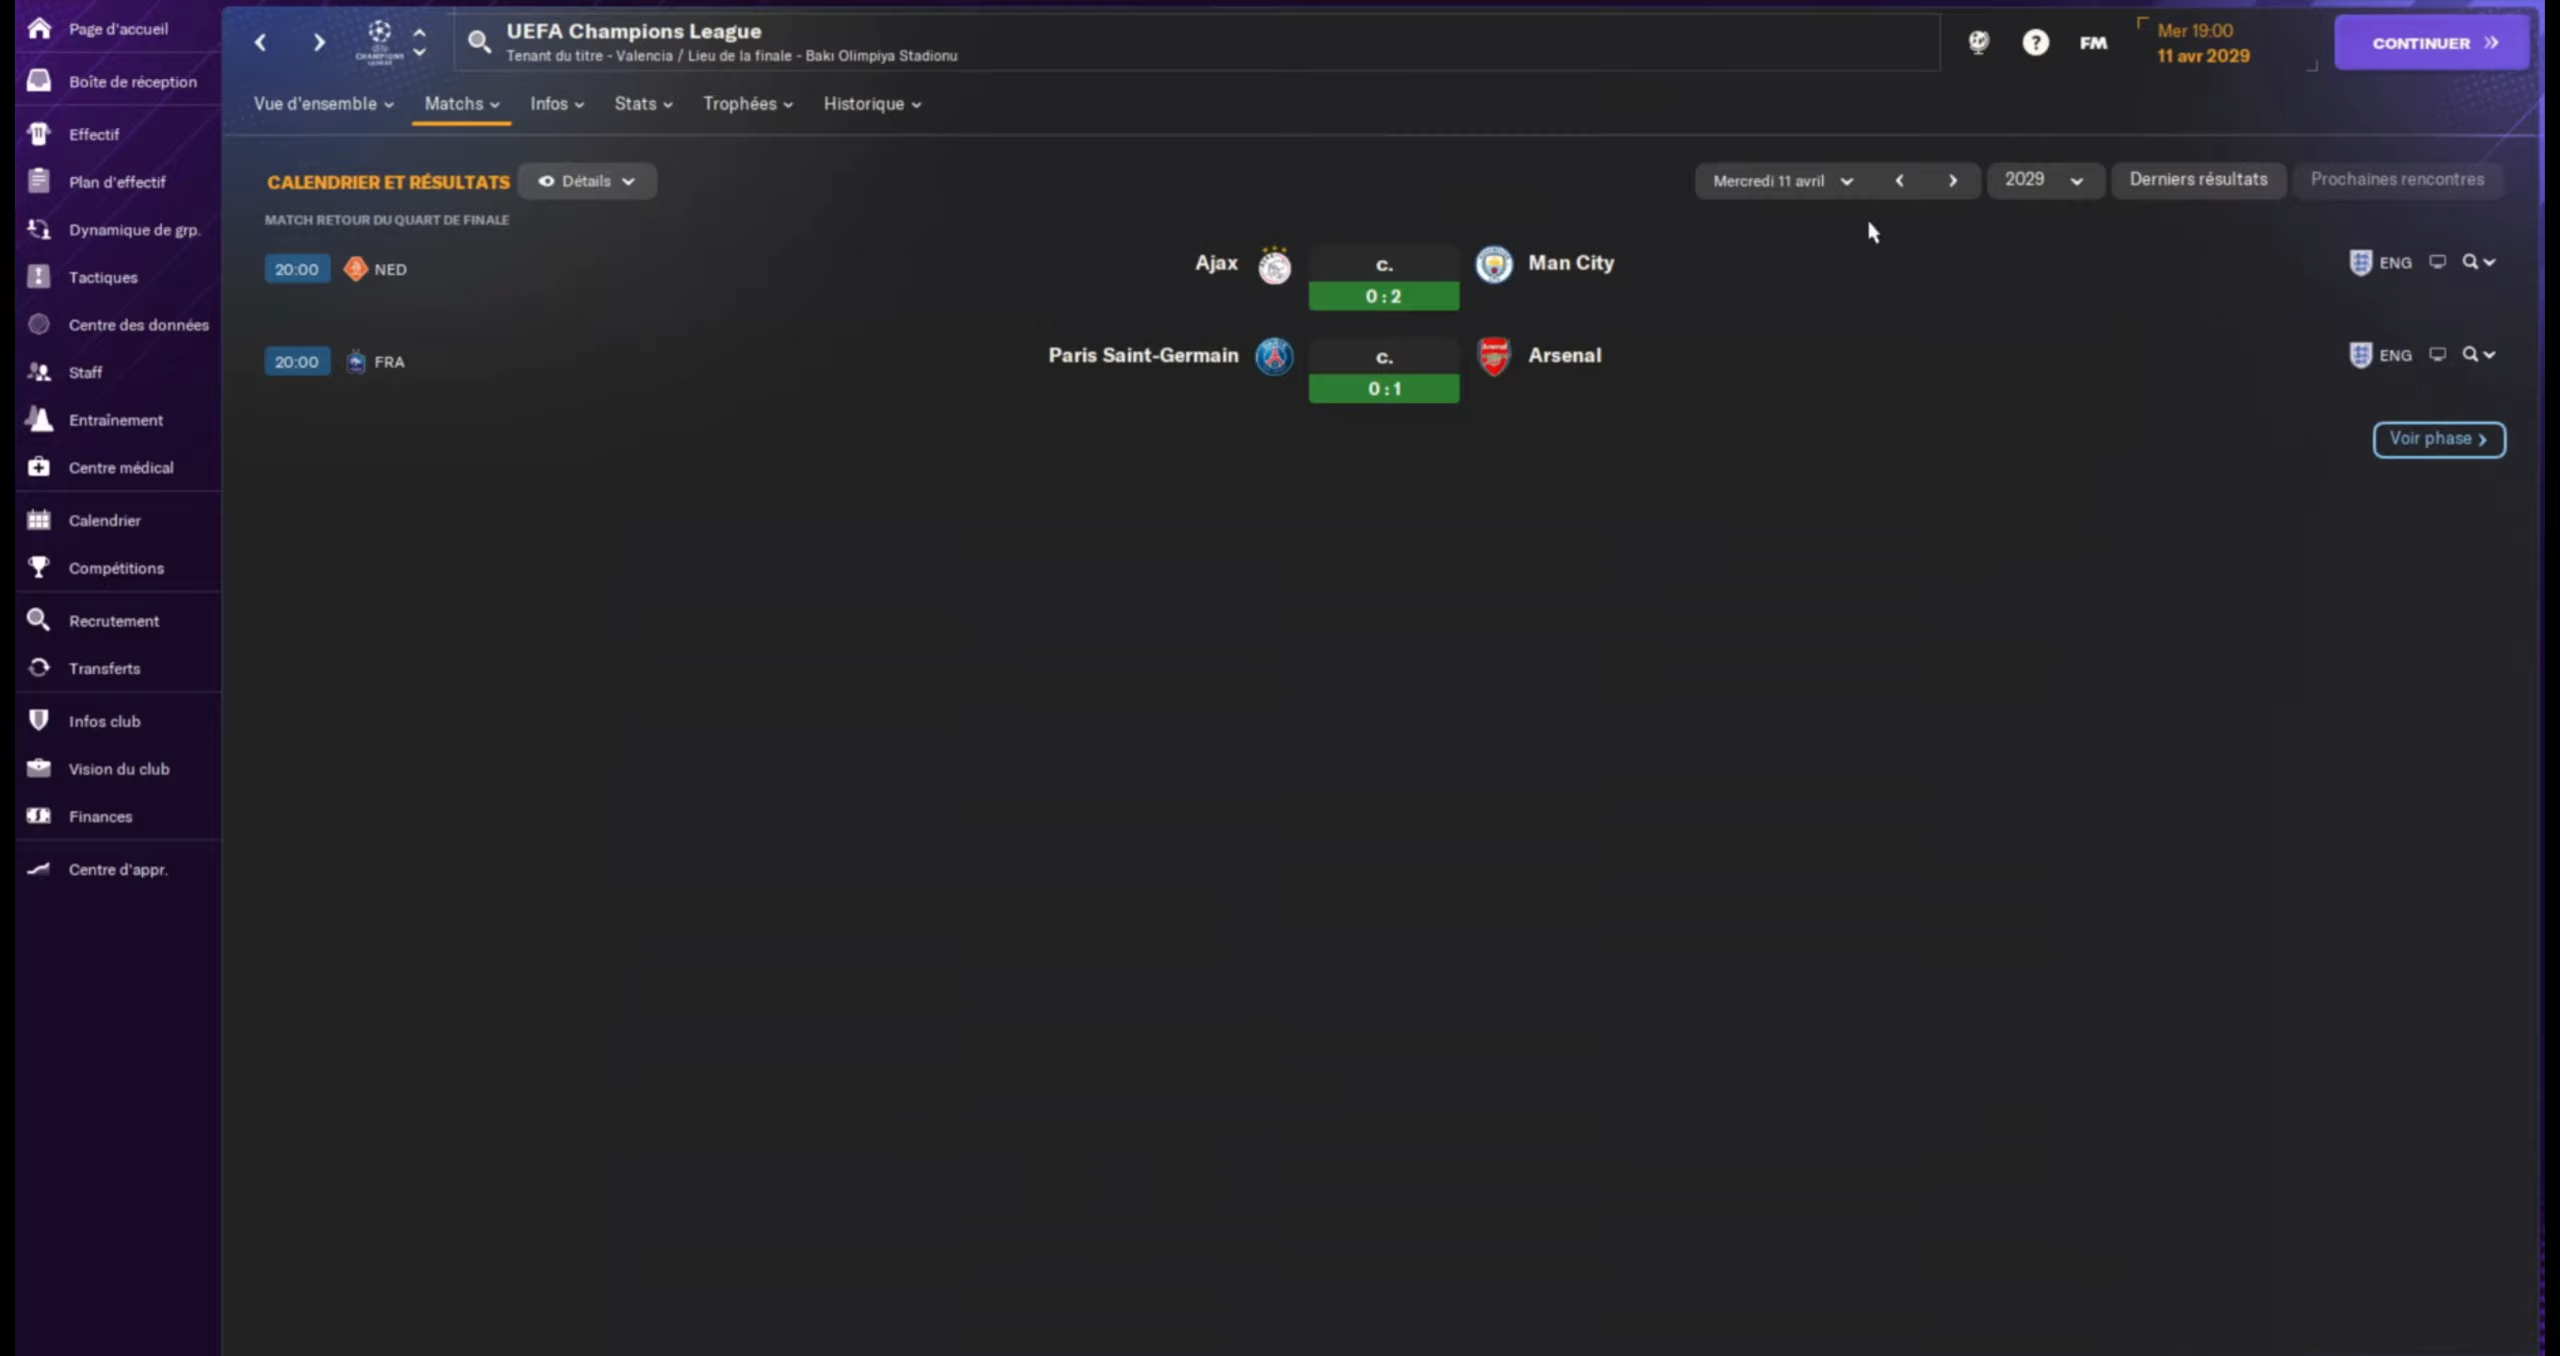 Page d'accueil
Boîte de réception
Effectif
Plan d'effectif
Dynamique de grp.
Tactiques
Centre des données
Staff
Entraînement
Centre médical
Calendrier
Compétitions
Recrutement
Transferts
Infos club
Vision du club
Finances
Centre d'appr.
UEFA Champions League
Tenant du titre - Valencia / Lieu de la finale - Bakı Olimpiya Stadionu
FM
Mer 19:00
11 avr 2029
CONTINUER
Vue d'ensemble Matchs Infos Stats Trophées Historique
CALENDRIER ET RÉSULTATS Détails Mercredi 11 avril 2029 Derniers résultats Prochaines rencontres
MATCH RETOUR DU QUART DE FINALE
20:00 NED Ajax c. Man City ENG
0 : 2
20:00 FRA Paris Saint-Germain c. Arsenal ENG
0 : 1
Voir phase